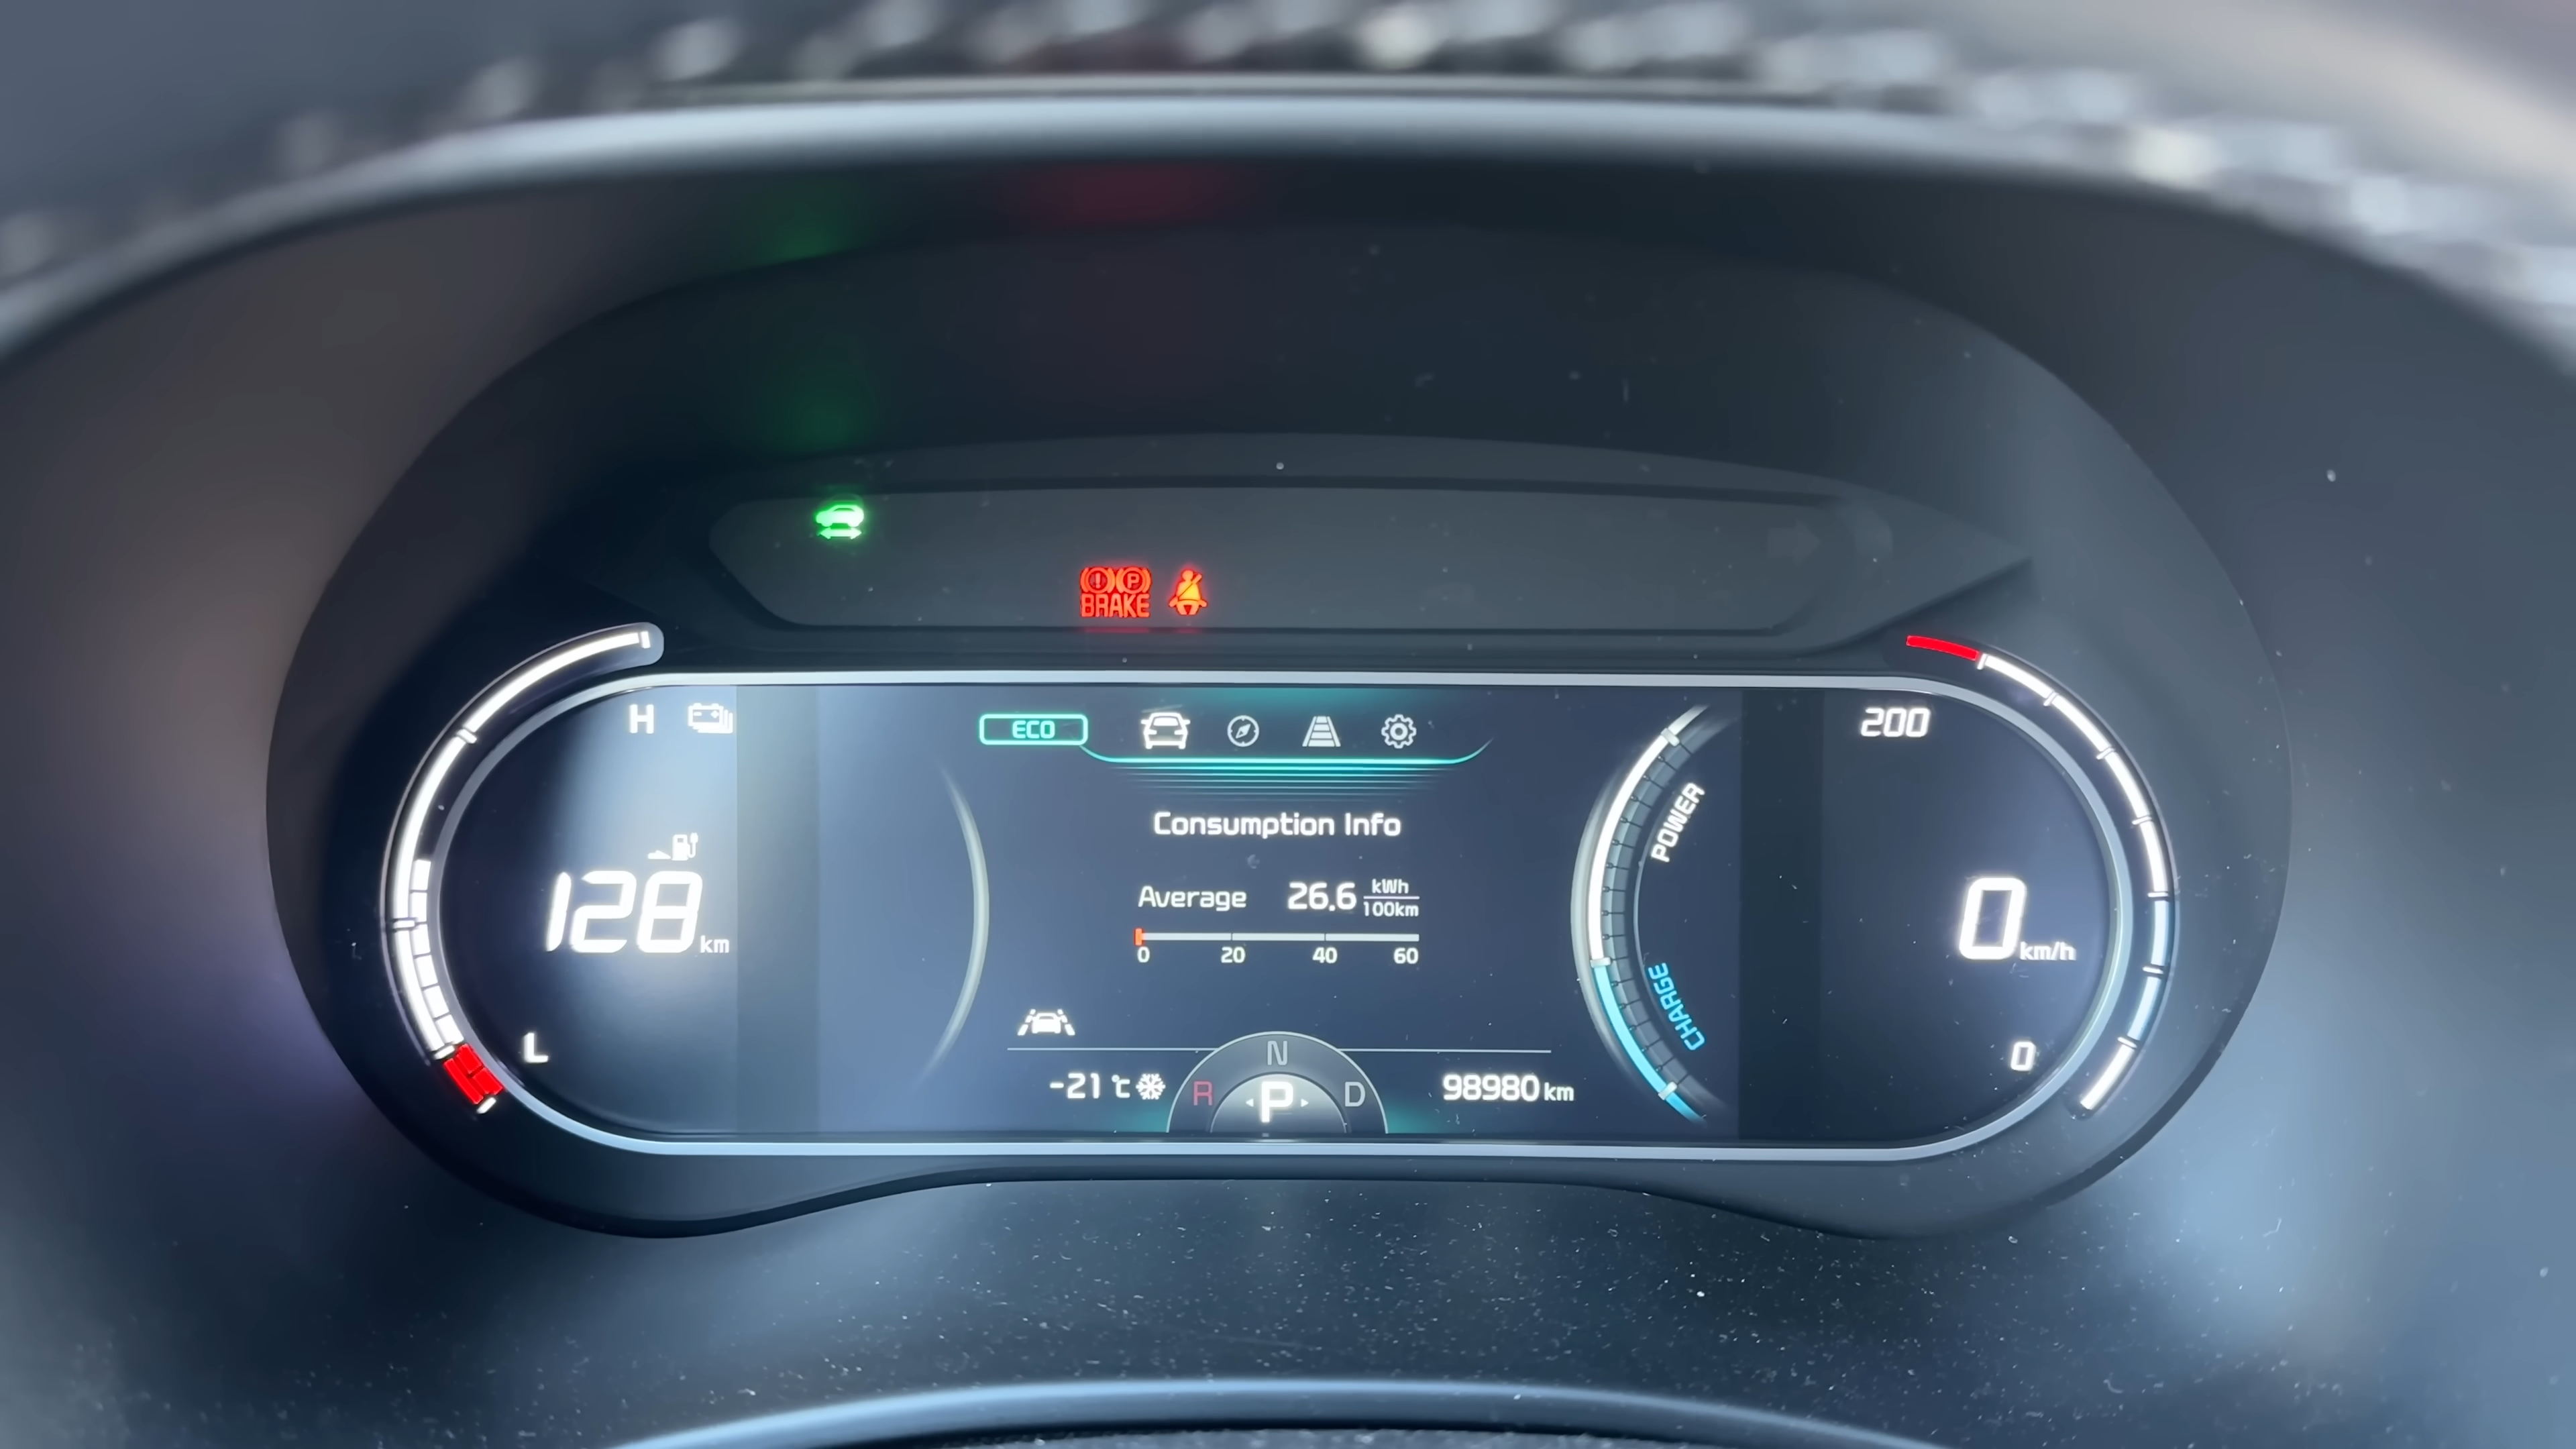 BRAKE
H
ECO
200
Consumption Info
POWER
128 km
Average 26.6 kWh/100km
0 km/h
0 20 40 60
CHARGE
L
N
0
-21 ℃
R P D
98980 km